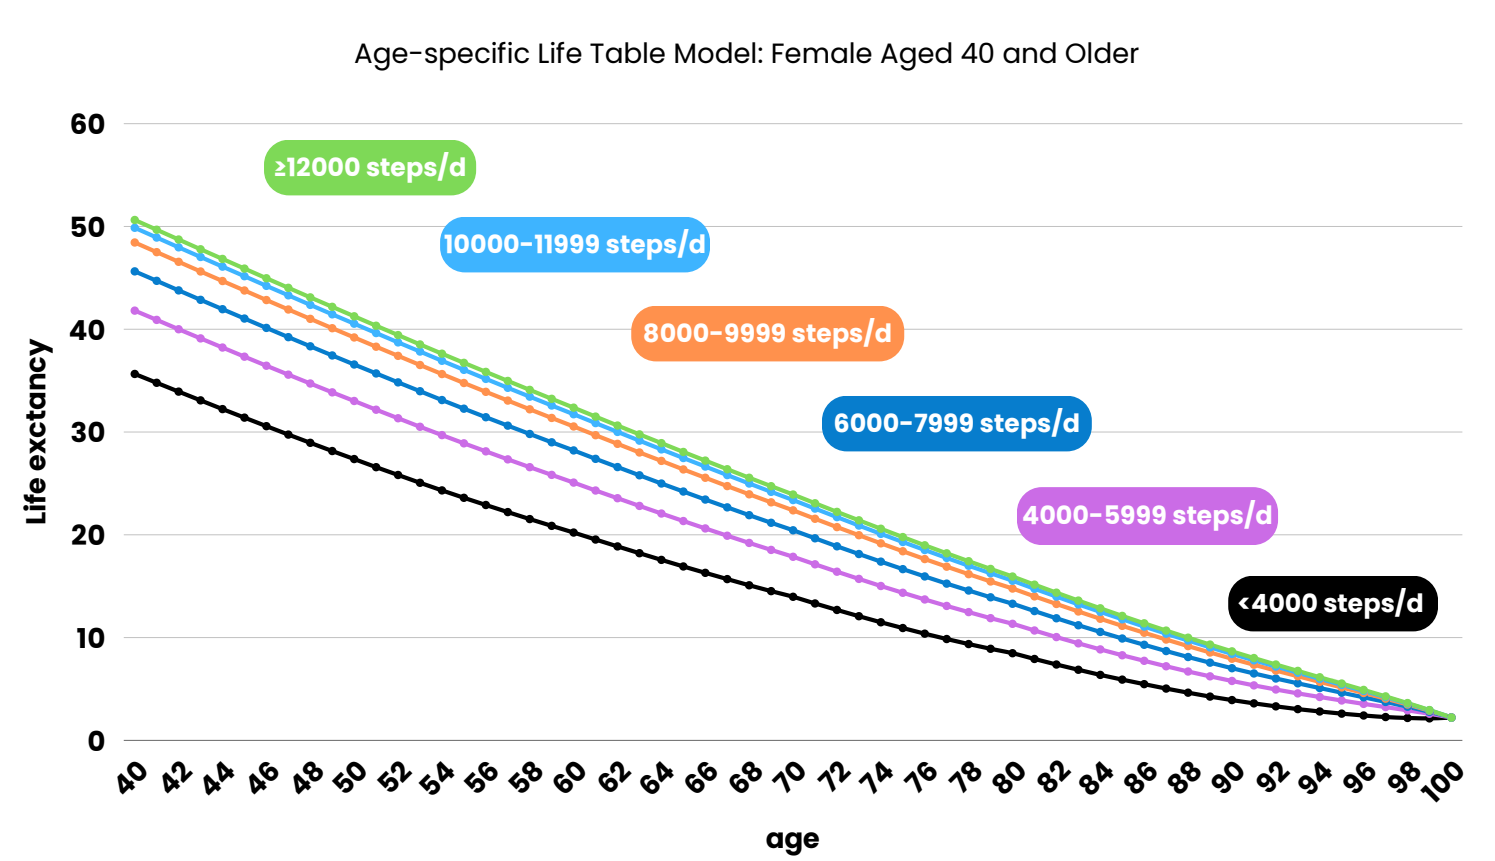 Age-specific Life Table Model: Female Aged 40 and Older
60
≥12000 steps/d
50
10000-11999 steps/d
40
8000-9999 steps/d
Life exctancy
30
6000-7999 steps/d
4000-5999 steps/d
20
<4000 steps/d
10
0
40 42 44 46 48 50 52 54 56 58 60 62 64 66 68 70 72 74 76 78 80 82 84 86 88 90 92 94 96 98 100
age